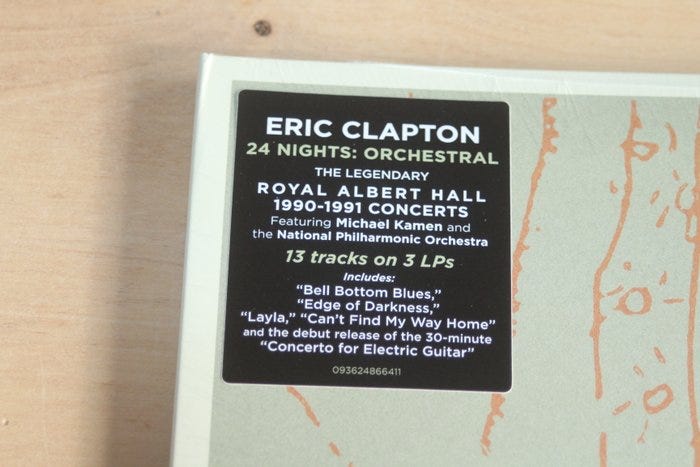 ERIC CLAPTON
24 NIGHTS: ORCHESTRAL
THE LEGENDARY
ROYAL ALBERT HALL
1990-1991 CONCERTS
Featuring Michael Kamen and
the National Philharmonic Orchestra
13 tracks on 3 LPs
Includes:
“Bell Bottom Blues,”
“Edge of Darkness,”
“Layla,” “Can’t Find My Way Home”
and the debut release of the 30-minute
“Concerto for Electric Guitar”
093624866411